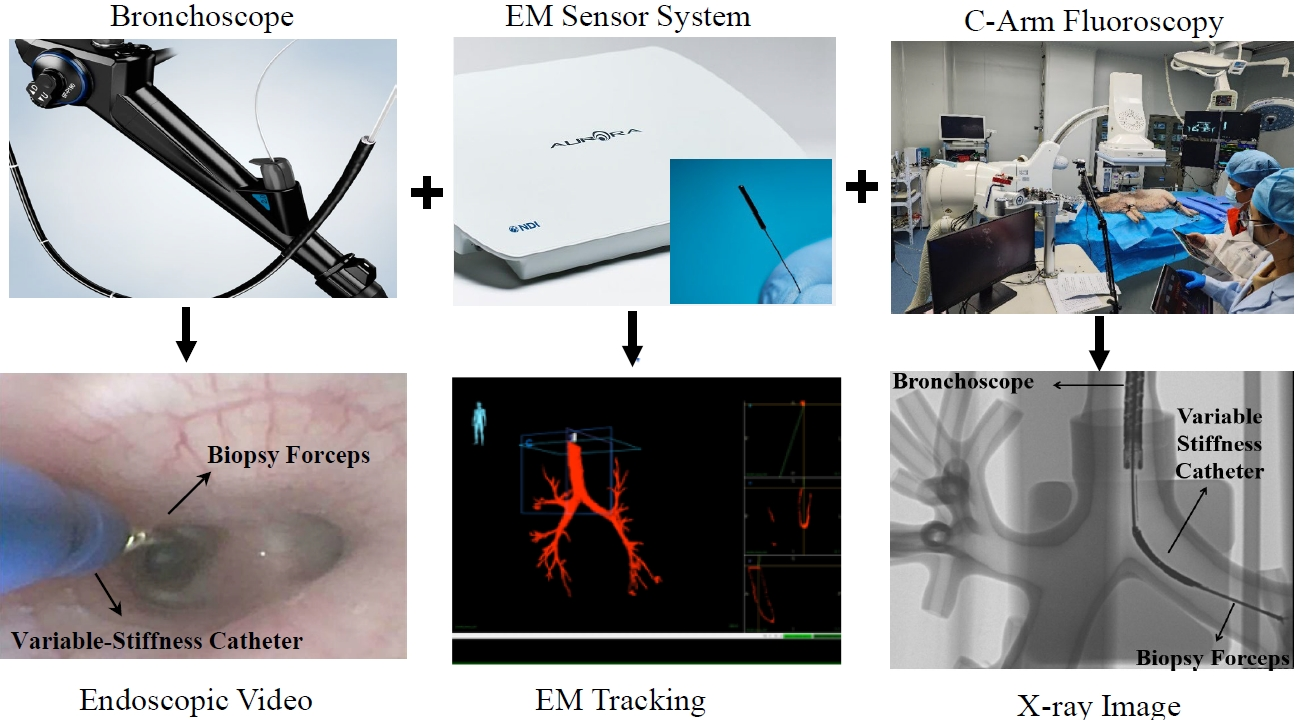 Bronchoscope
EM Sensor System
C-Arm Fluoroscopy
AURORA
NDI
Bronchoscope
Variable
Stiffness
Catheter
Biopsy Forceps
Biopsy Forceps
Variable-Stiffness Catheter
Endoscopic Video
EM Tracking
X-ray Image